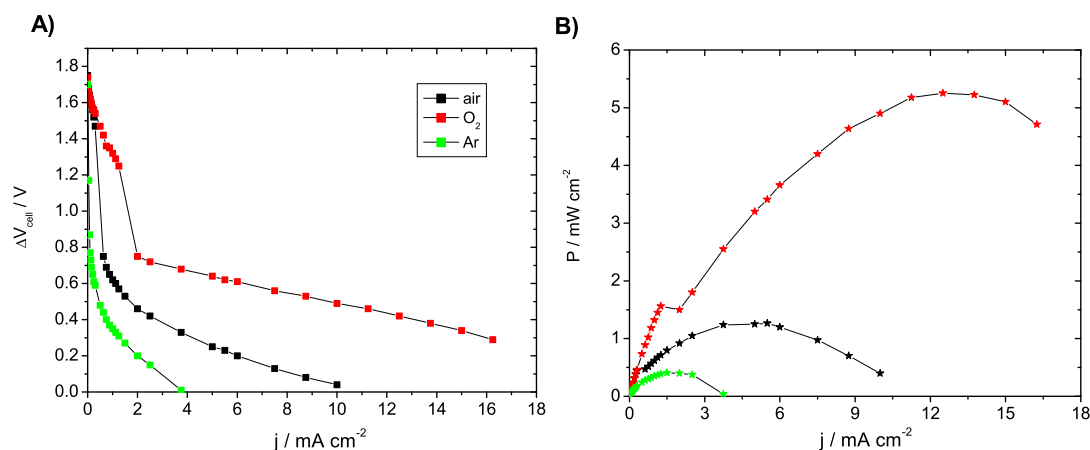 A)
ΔV_cell / V
1.8
1.6
1.4
1.2
1.0
0.8
0.6
0.4
0.2
0.0
air
O₂
Ar
0 2 4 6 8 10 12 14 16 18
j / mA cm⁻²
B)
P / mW cm⁻²
6
5
4
3
2
1
0
0 3 6 9 12 15 18
j / mA cm⁻²